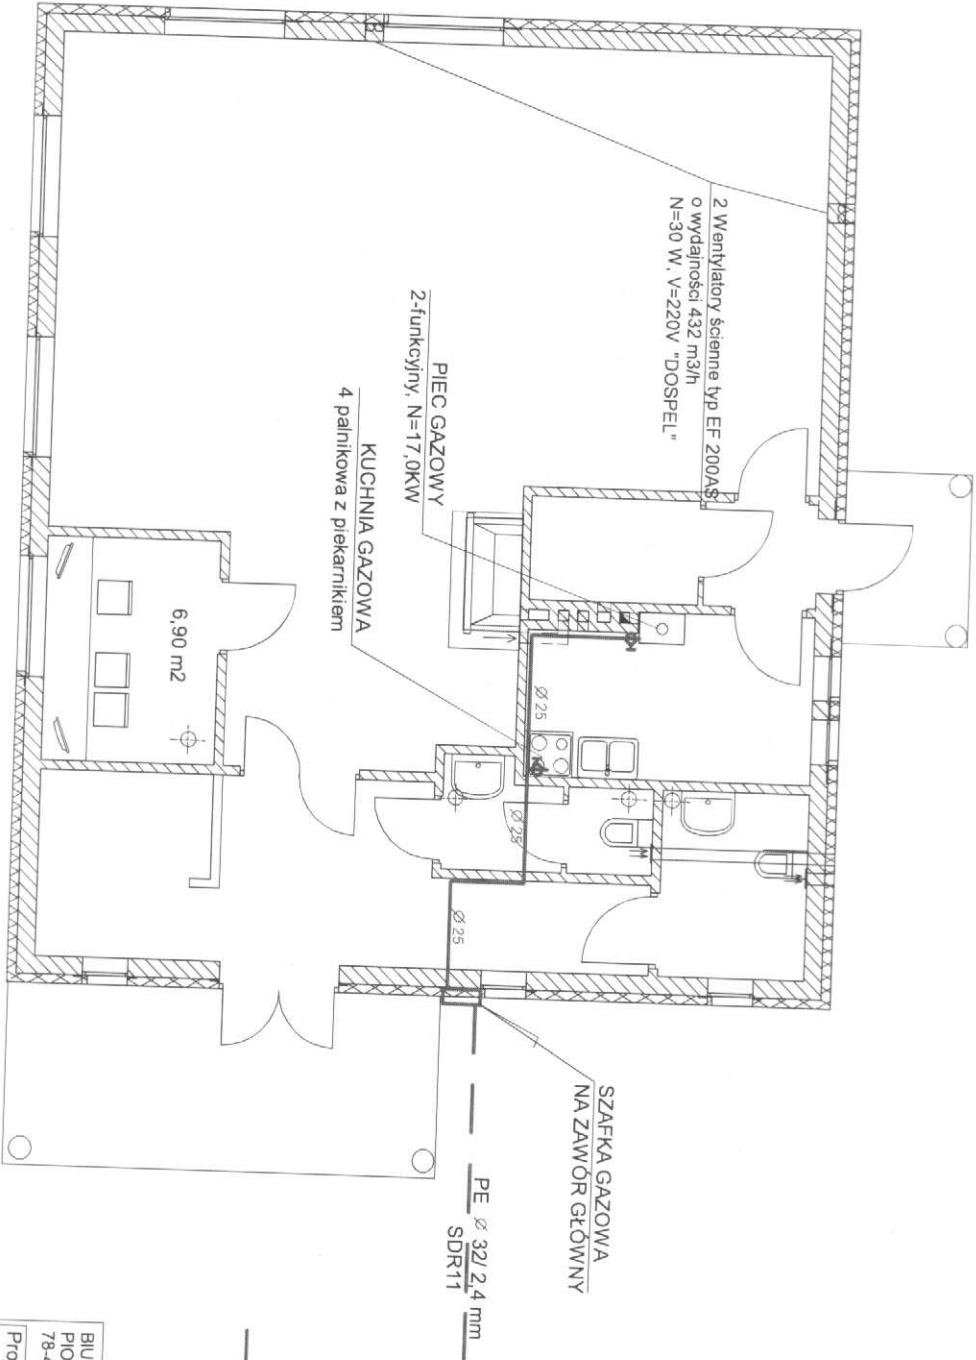 2 Wentylatory ścienne typ EF 200AS
o wydajności 432 m3/h
N=30 W, V=220V "DOSPEL"
PIEC GAZOWY
2-funkcyjny, N=17,0KW
KUCHNIA GAZOWA
4 palnikowa z piekarnikiem
6,90 m2
Ø 25
Ø 25
Ø 25
SZAFKA GAZOWA
NA ZAWÓR GŁÓWNY
PE Ø 32/ 2,4 mm
SDR11
BIU
PIO
78-4
Pro